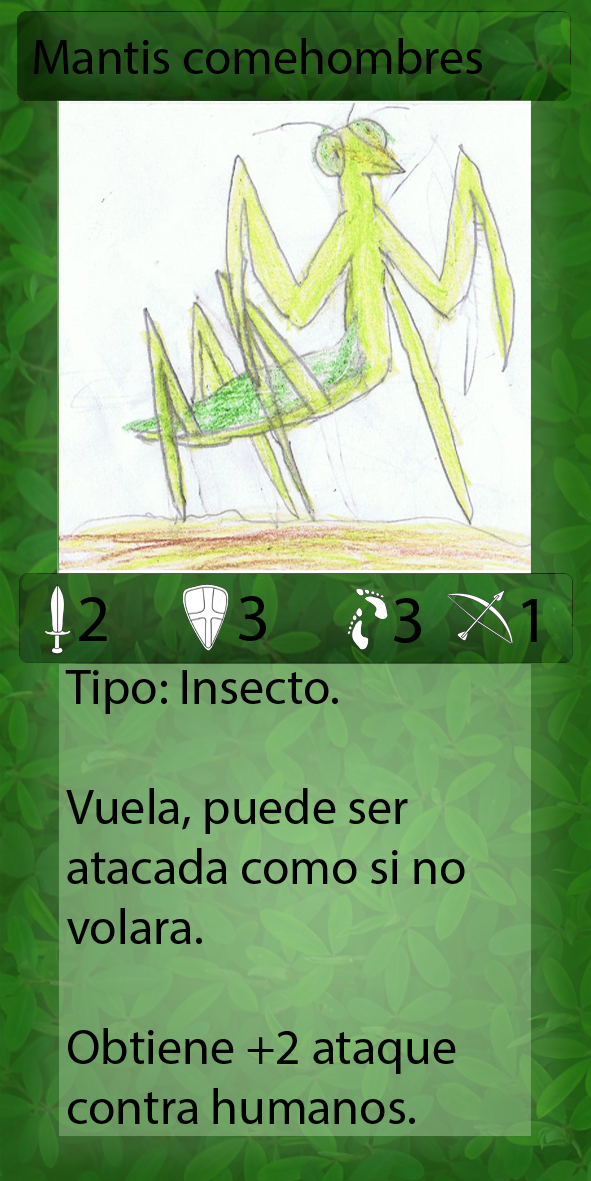 Mantis comehombres
2 3 3 1
Tipo: Insecto.
Vuela, puede ser
atacada como si no
volara.
Obtiene +2 ataque
contra humanos.